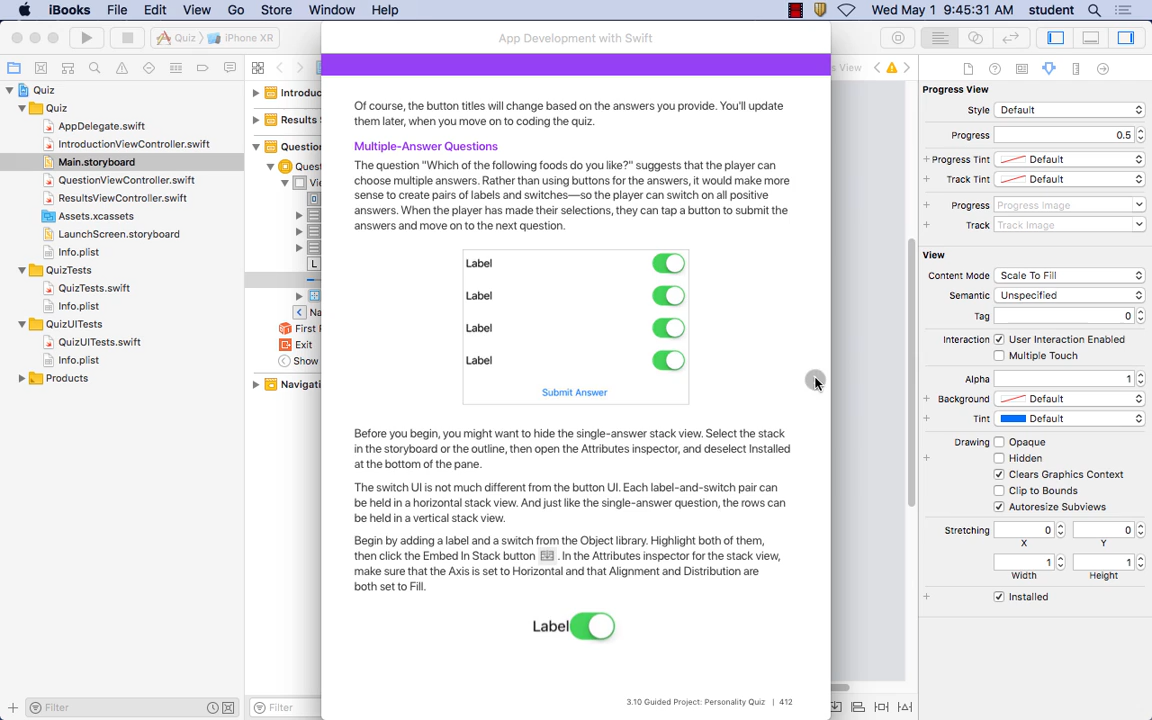 iBooks File Edit View Go Store Window Help Wed May 1 9:45:31 AM student
Quiz iPhone XR
App Development with Swift
View
Quiz
Quiz
AppDelegate.swift
IntroductionViewController.swift
Main.storyboard
QuestionViewController.swift
ResultsViewController.swift
Assets.xcassets
LaunchScreen.storyboard
Info.plist
QuizTests
QuizTests.swift
Info.plist
QuizUITests
QuizUITests.swift
Info.plist
Products
Filter
Introduc
Results S
Question
Quest
Vie
L
Na
First F
Exit
Show
Navigati
Filter
Of course, the button titles will change based on the answers you provide. You'll update
them later, when you move on to coding the quiz.
Multiple-Answer Questions
The question "Which of the following foods do you like?" suggests that the player can
choose multiple answers. Rather than using buttons for the answers, it would make more
sense to create pairs of labels and switches—so the player can switch on all positive
answers. When the player has made their selections, they can tap a button to submit the
answers and move on to the next question.
Label
Label
Label
Label
Submit Answer
Before you begin, you might want to hide the single-answer stack view. Select the stack
in the storyboard or the outline, then open the Attributes inspector, and deselect Installed
at the bottom of the pane.
The switch UI is not much different from the button UI. Each label-and-switch pair can
be held in a horizontal stack view. And just like the single-answer question, the rows can
be held in a vertical stack view.
Begin by adding a label and a switch from the Object library. Highlight both of them,
then click the Embed In Stack button . In the Attributes inspector for the stack view,
make sure that the Axis is set to Horizontal and that Alignment and Distribution are
both set to Fill.
Label
3.10 Guided Project: Personality Quiz | 412
Progress View
Style Default
Progress 0.5
+ Progress Tint Default
+ Track Tint Default
+ Progress Progress Image
+ Track Track Image
View
Content Mode Scale To Fill
Semantic Unspecified
Tag 0
Interaction User Interaction Enabled
Multiple Touch
Alpha 1
+ Background Default
+ Tint Default
Drawing Opaque
+ Hidden
Clears Graphics Context
Clip to Bounds
Autoresize Subviews
Stretching 0 0
X Y
1 1
Width Height
+ Installed